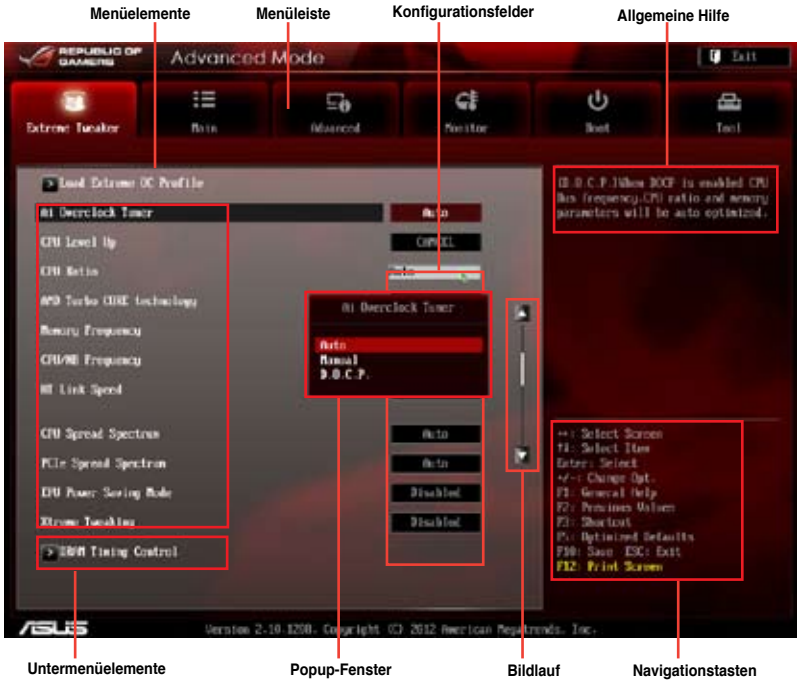 Menüelemente
Menüleiste
Konfigurationsfelder
Allgemeine Hilfe
REPUBLIC OF GAMERS
Advanced Mode
Exit
Extreme Tweaker
Main
Advanced
Monitor
Boot
Tool
Load Extreme OC Profile
Ai Overclock Tuner
Auto
CPU Level Up
CANCEL
CPU Ratio
Auto
AMD Turbo CORE technology
Memory Frequency
CPU/NB Frequency
HT Link Speed
Ai Overclock Tuner
Auto
Manual
D.O.C.P.
CPU Spread Spectrum
Auto
PCIe Spread Spectrum
Auto
EPU Power Saving Mode
Disabled
Xtreme Tweaking
Disabled
DRAM Timing Control
[D.O.C.P.]When DOCP is enabled CPU
Bus frequency,CPU ratio and memory
parameters will be auto optimized.
→←: Select Screen
↑↓: Select Item
Enter: Select
+/-: Change Opt.
F1: General Help
F2: Previous Values
F3: Shortcut
F5: Optimized Defaults
F10: Save ESC: Exit
F12: Print Screen
ASUS
Version 2.10.1208. Copyright (C) 2012 American Megatrends, Inc.
Untermenüelemente
Popup-Fenster
Bildlauf
Navigationstasten